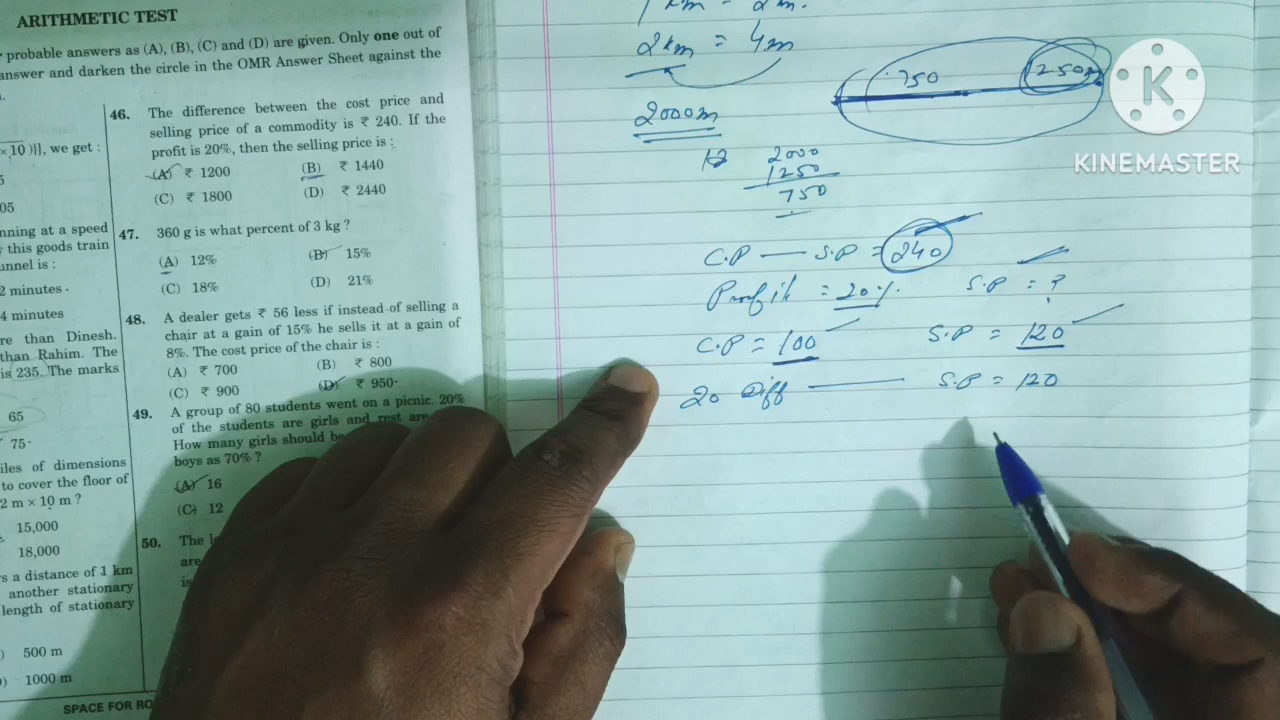 ARITHMETIC TEST
probable answers as (A), (B), (C) and (D) are given. Only one out of
answer and darken the circle in the OMR Answer Sheet against the
× 10 )}], we get :
5
05
nning at a speed
this goods train
unnel is :
2 minutes
4 minutes
re than Dinesh.
than Rahim. The
is 235. The marks
65
75
iles of dimensions
to cover the floor of
2 m × 10 m ?
15,000
18,000
s a distance of 1 km
another stationary
length of stationary
500 m
1000 m
46. The difference between the cost price and
selling price of a commodity is ₹ 240. If the
profit is 20%, then the selling price is :
(A) ₹ 1200 (B) ₹ 1440
(C) ₹ 1800 (D) ₹ 2440
47. 360 g is what percent of 3 kg ?
(A) 12% (B) 15%
(C) 18% (D) 21%
48. A dealer gets ₹ 56 less if instead of selling a
chair at a gain of 15% he sells it at a gain of
8%. The cost price of the chair is :
(A) ₹ 700 (B) ₹ 800
(C) ₹ 900 (D) ₹ 950
49. A group of 80 students went on a picnic. 20%
of the students are girls and rest are
How many girls should be
boys as 70% ?
(A) 16
(C) 12
50. The
are
is
SPACE FOR RO
2km = 4m
750 1250m
2000m
2000
1250
750
C.P — S.P = 240
Profit = 20% S.P = ?
C.P = 100 S.P = 120
20 Diff — S.P = 120
K
KINEMASTER